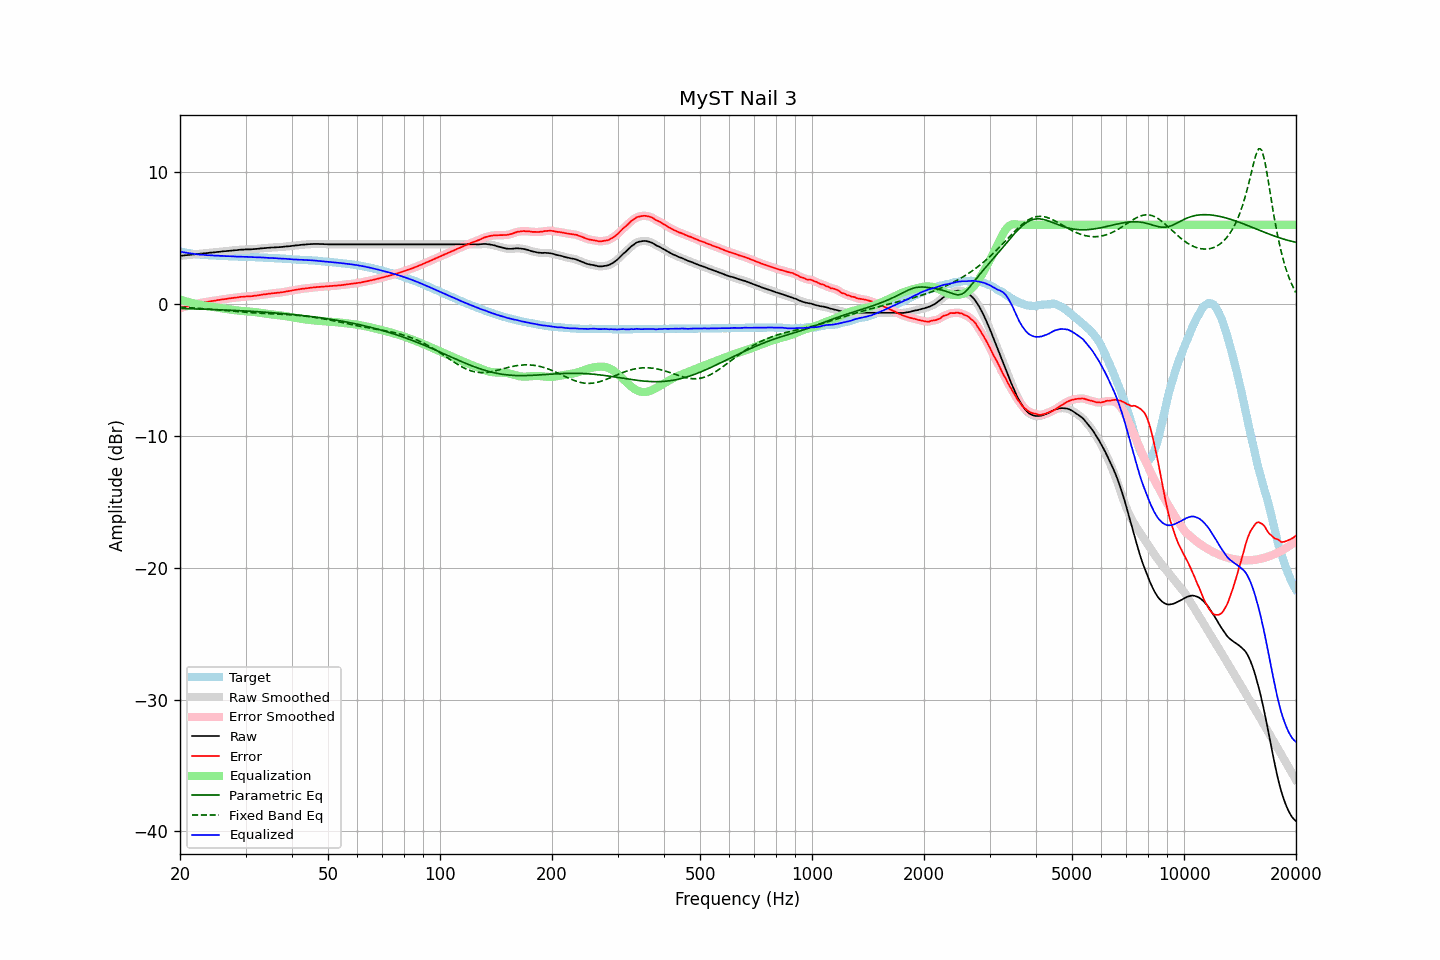 MyST Nail 3
Amplitude (dBr)
10
0
−10
−20
−30
−40
Target
Raw Smoothed
Error Smoothed
Raw
Error
Equalization
Parametric Eq
Fixed Band Eq
Equalized
20 50 100 200 500 1000 2000 5000 10000 20000
Frequency (Hz)